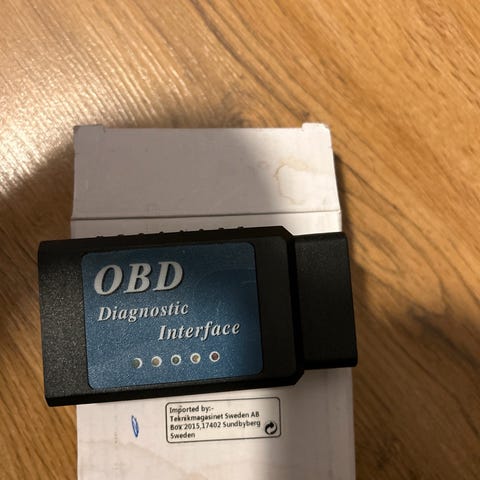 OBD
Diagnostic
Interface
Imported by:-
Teknikmagasinet Sweden AB
Box 2015,17402 Sundbyberg
Sweden